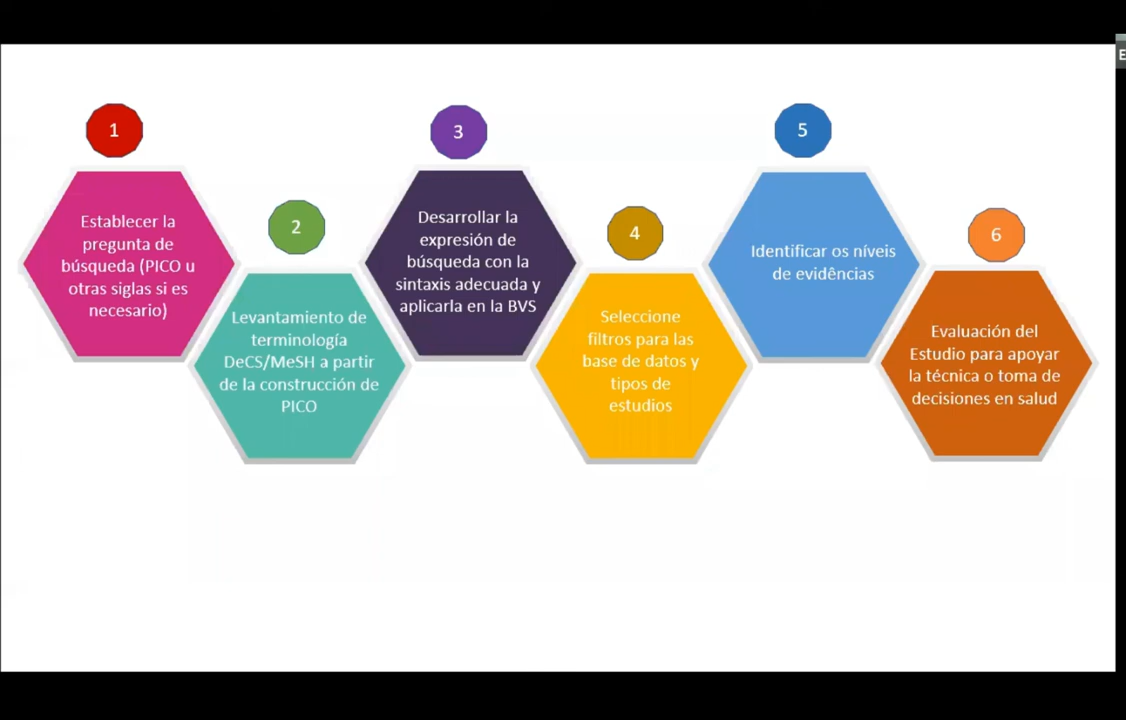 1
Establecer la
pregunta de
búsqueda (PICO u
otras siglas si es
necesario)
2
Levantamiento de
terminología
DeCS/MeSH a partir
de la construcción de
PICO
3
Desarrollar la
expresión de
búsqueda con la
sintaxis adecuada y
aplicarla en la BVS
4
Seleccione
filtros para las
base de datos y
tipos de
estudios
5
Identificar os níveis
de evidências
6
Evaluación del
Estudio para apoyar
la técnica o toma de
decisiones en salud
E